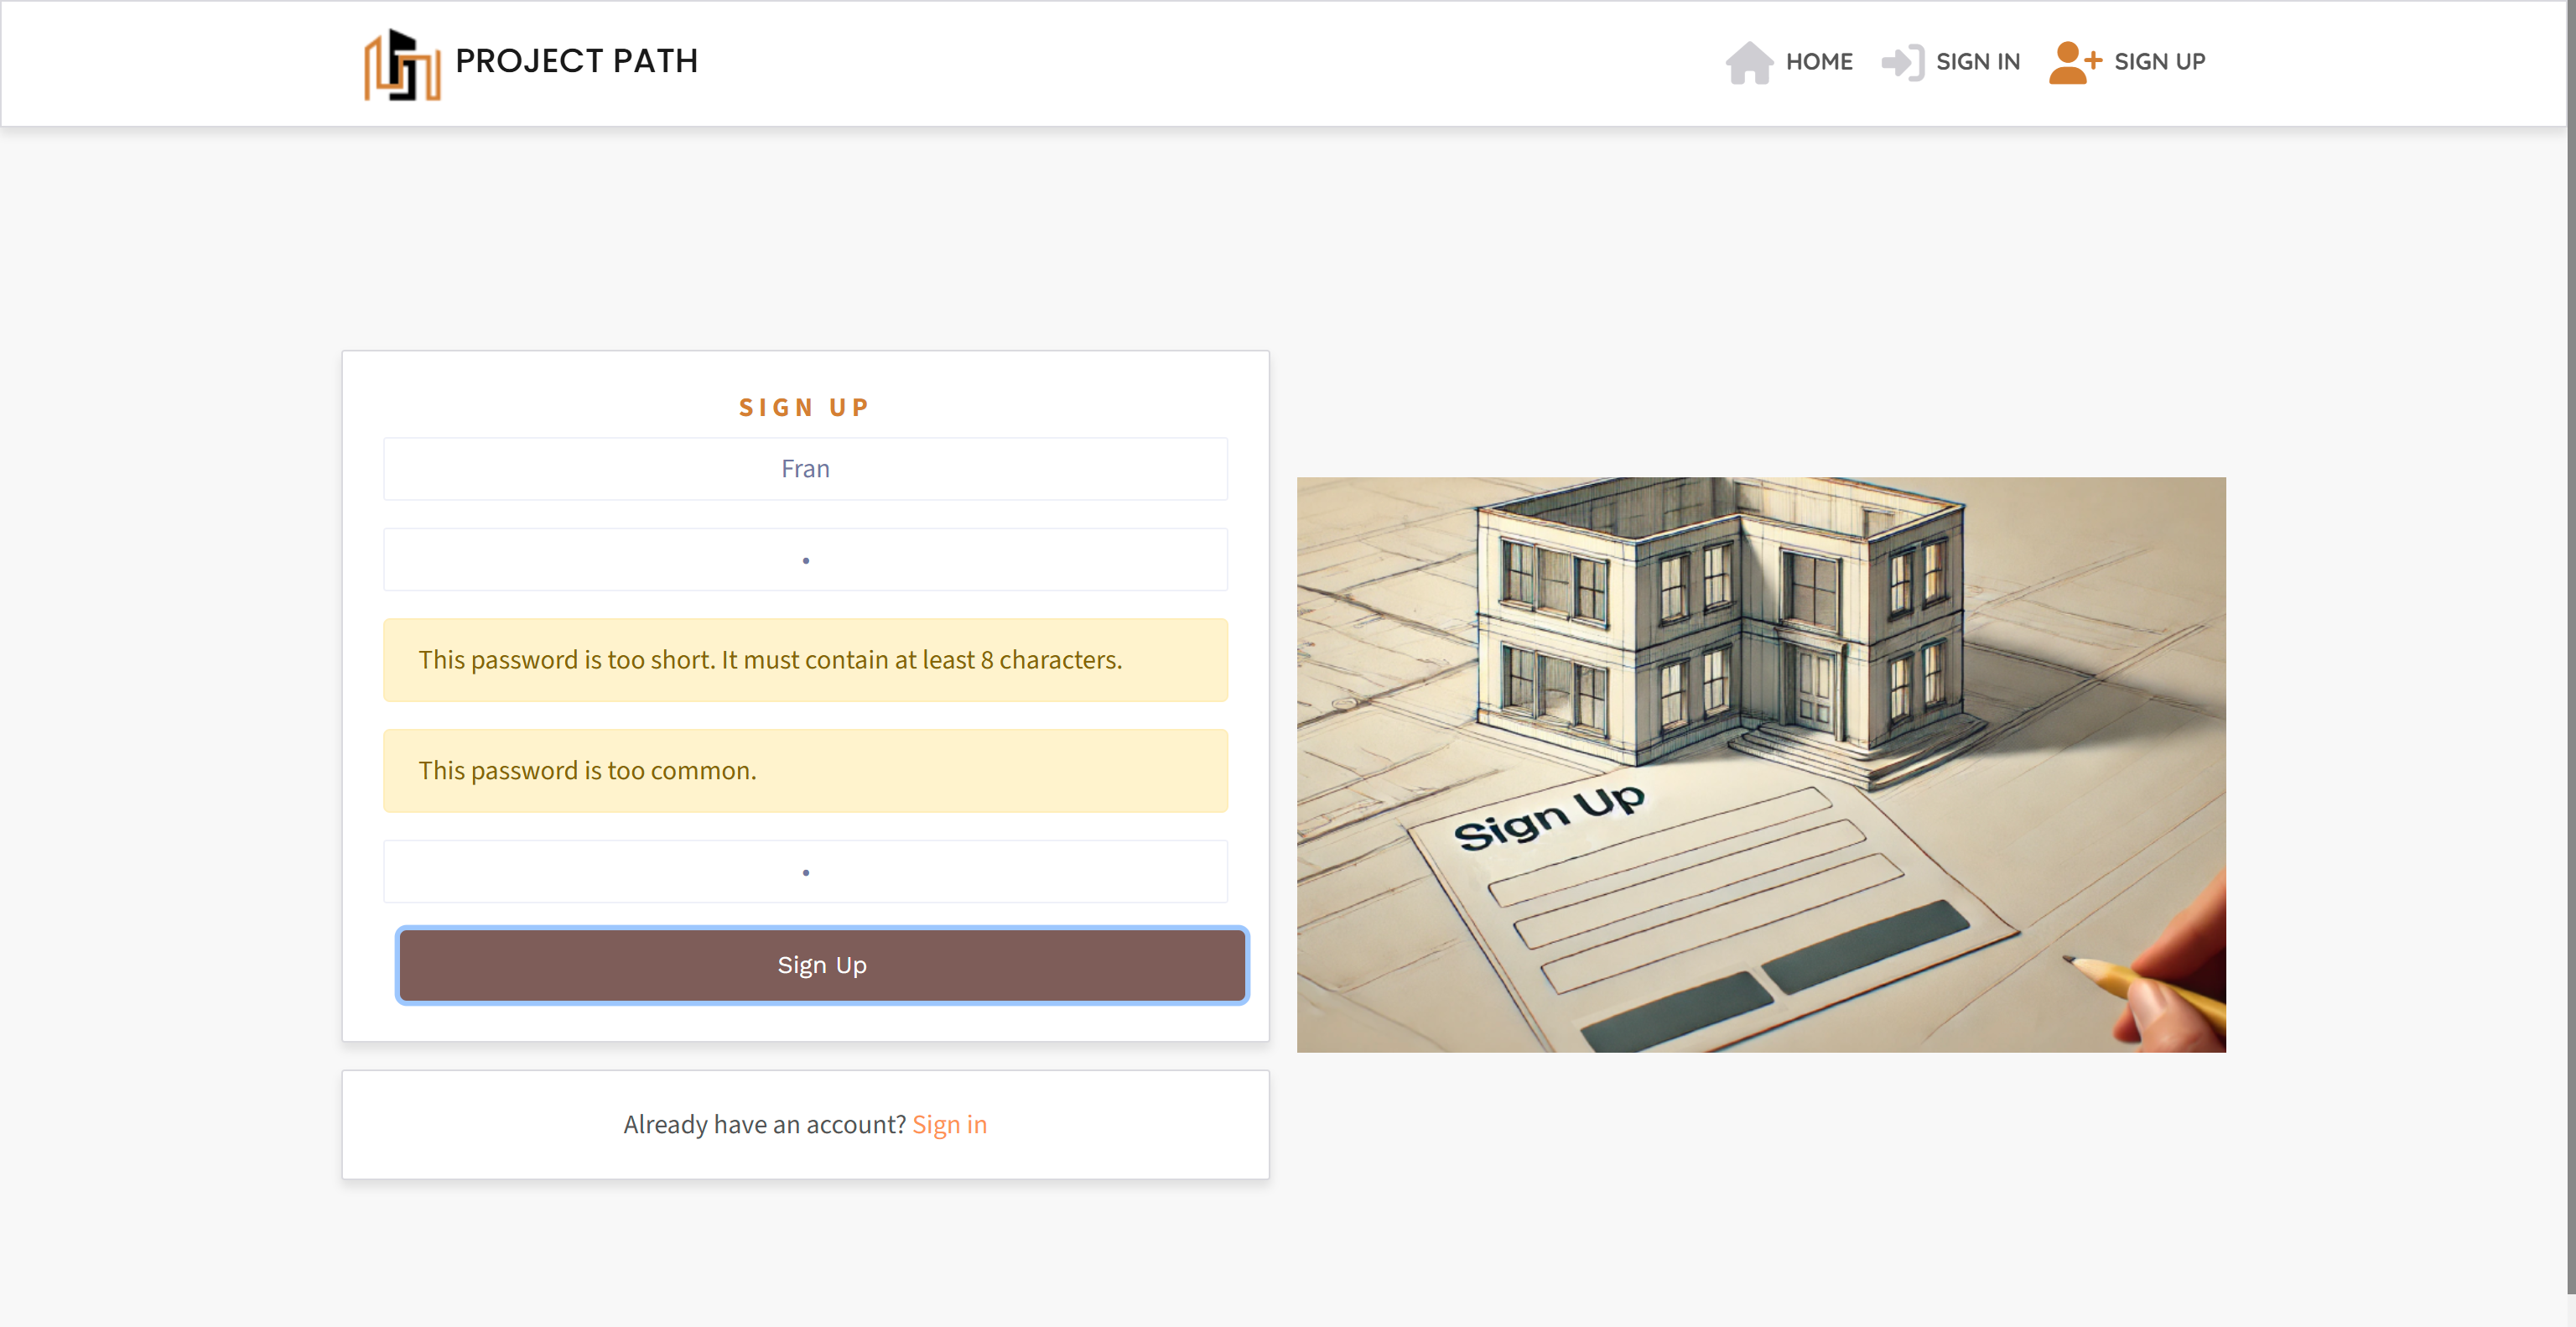 PROJECT PATH
HOME
SIGN IN
SIGN UP
SIGN UP
Fran
•
This password is too short. It must contain at least 8 characters.
This password is too common.
•
Sign Up
Already have an account? Sign in
Sign Up